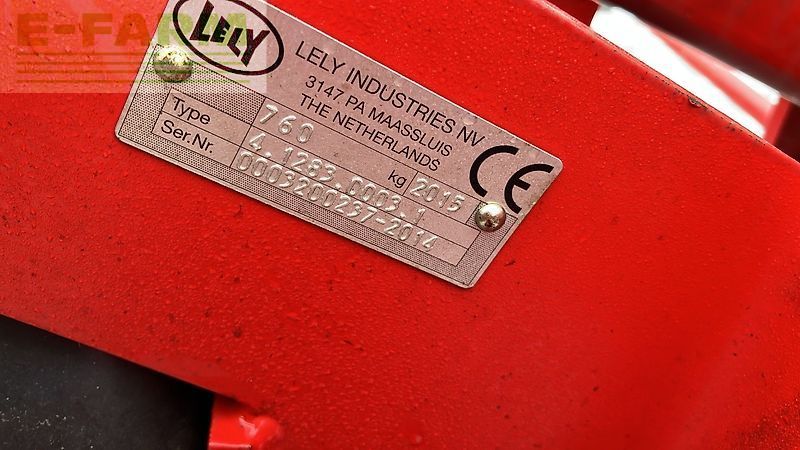 E-FARM
LELY
LELY INDUSTRIES NV
3147 PA MAASSLUIS
THE NETHERLANDS
CE
Type 760 kg 2015
Ser.Nr. 4.1283.0003.1
0003200237-2014